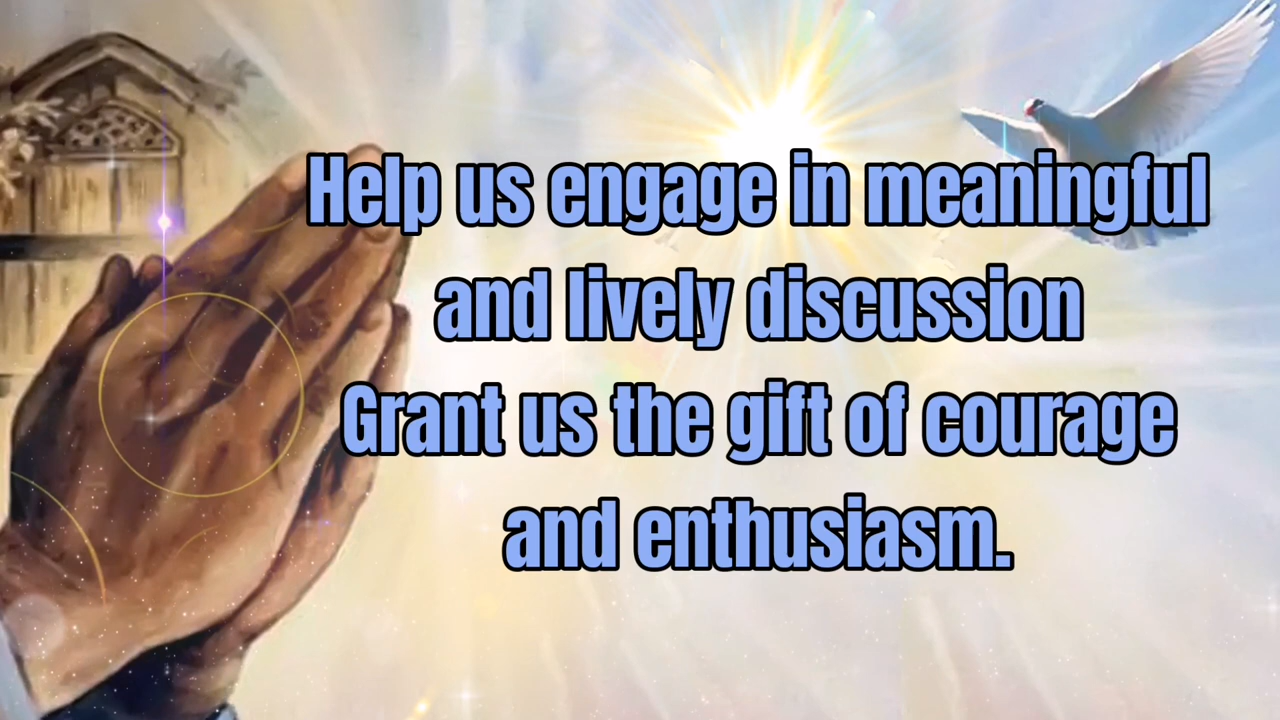 Help us engage in meaningful
and lively discussion
Grant us the gift of courage
and enthusiasm.